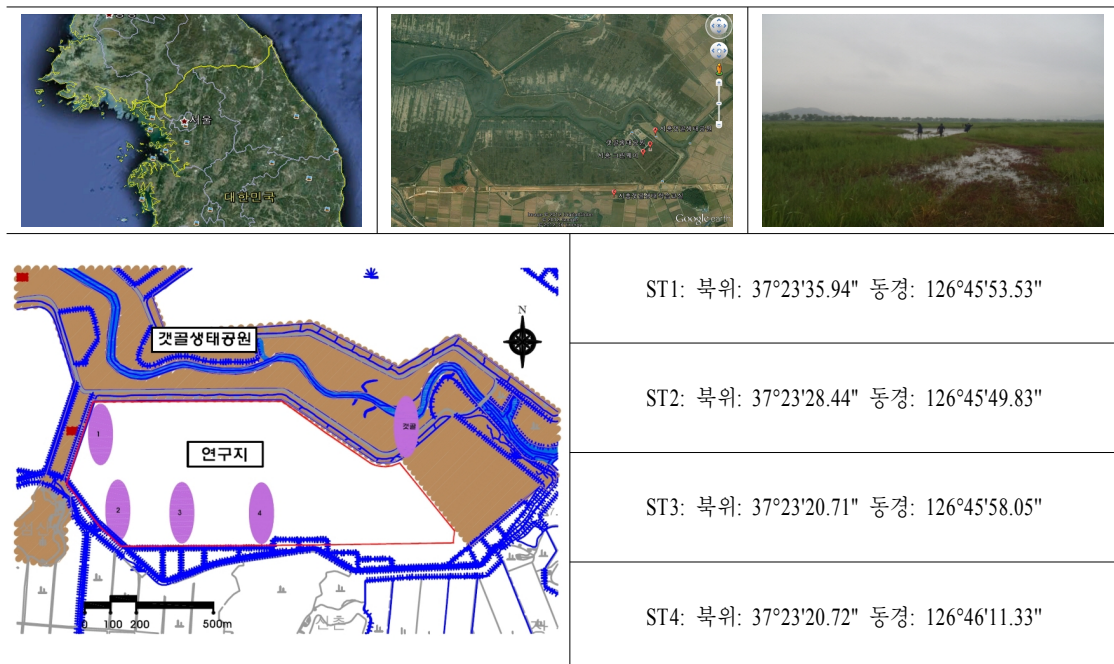 서울
대한민국
Google earth
ST1: 북위: 37°23'35.94" 동경: 126°45'53.53"
갯골생태공원
N
ST2: 북위: 37°23'28.44" 동경: 126°45'49.83"
1
갯골
연구지
ST3: 북위: 37°23'20.71" 동경: 126°45'58.05"
2
3
4
ST4: 북위: 37°23'20.72" 동경: 126°46'11.33"
0 100 200 500m